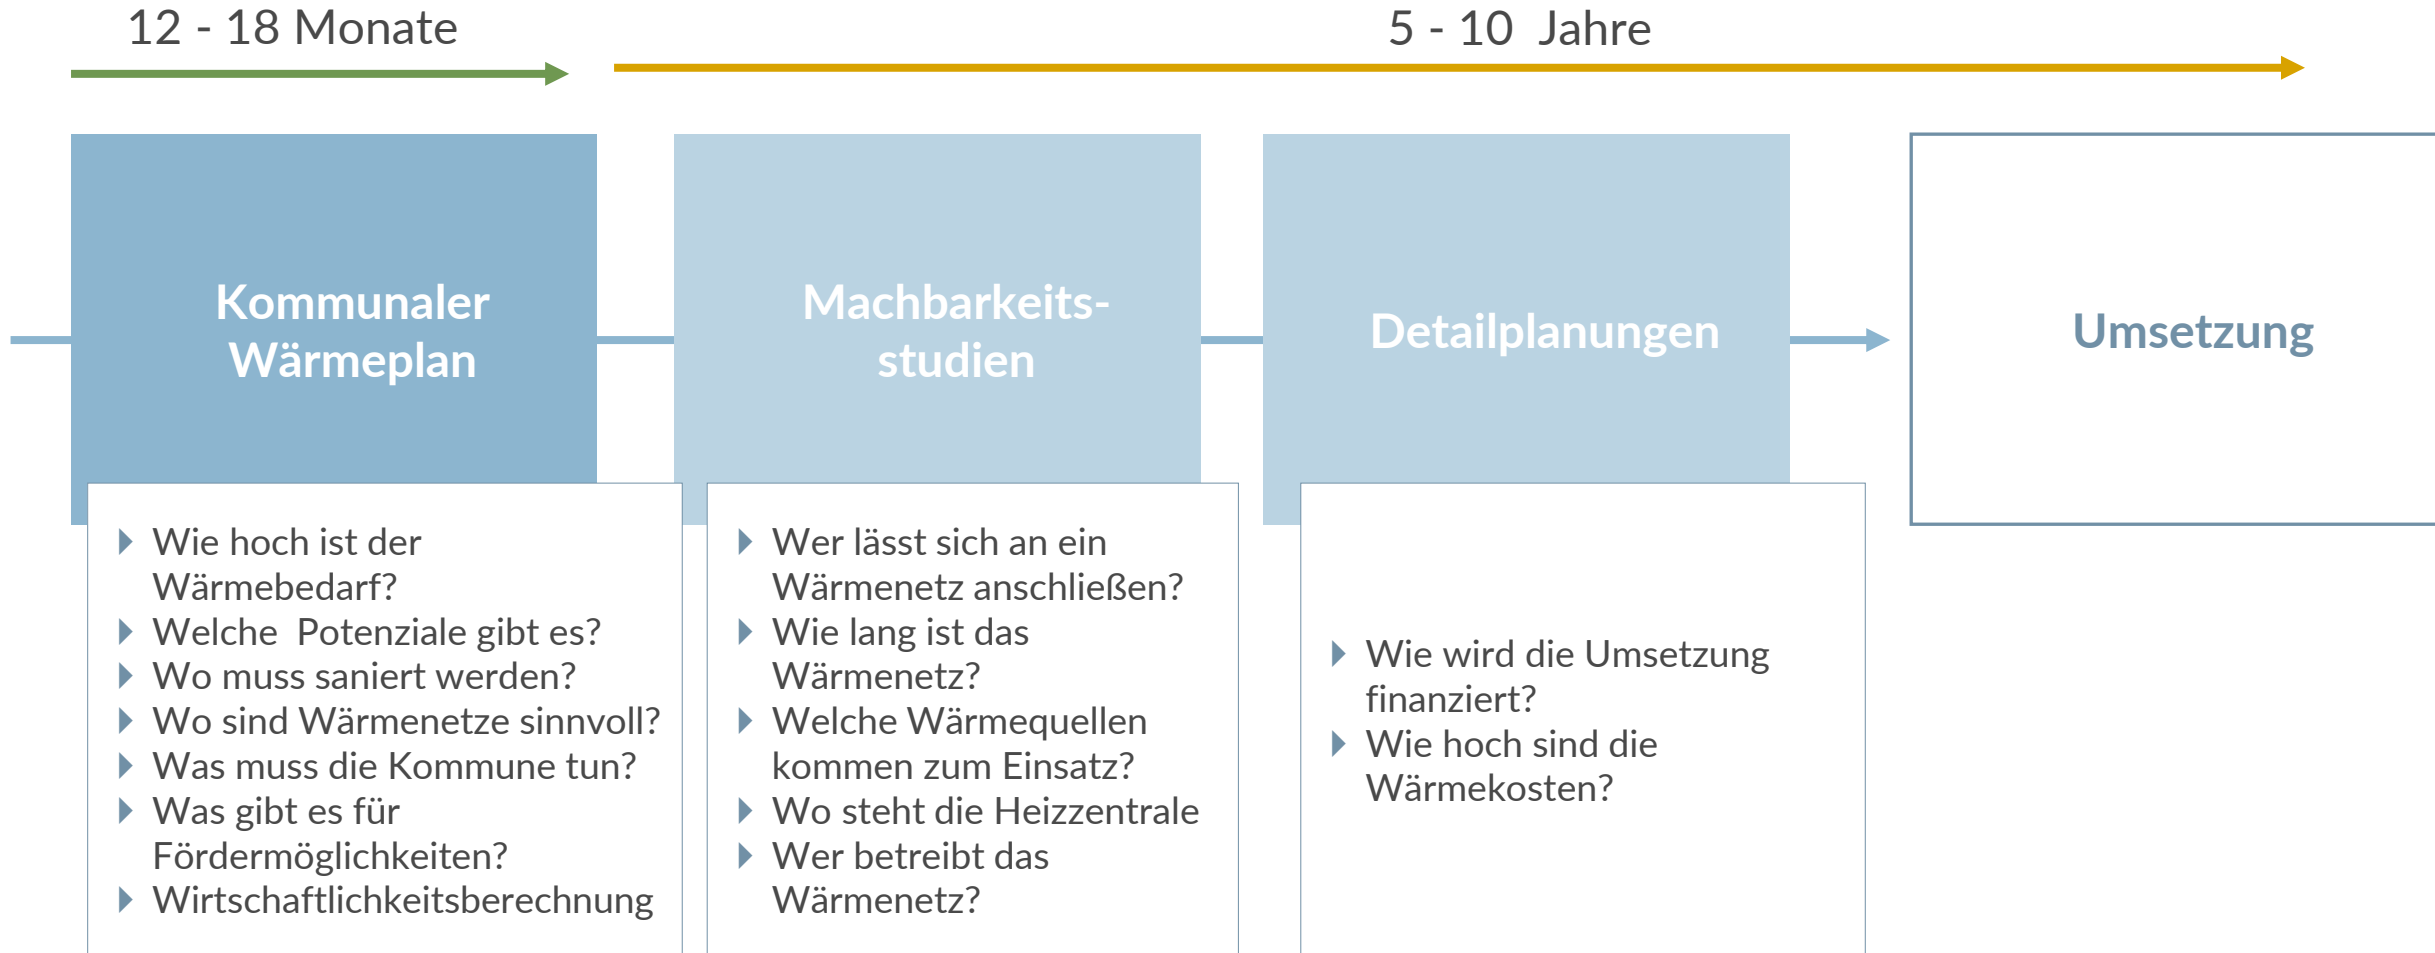 12 - 18 Monate
5 - 10  Jahre
Kommunaler
Wärmeplan
Machbarkeits-
studien
Detailplanungen
Umsetzung
Wie hoch ist der
Wärmebedarf?
Welche  Potenziale gibt es?
Wo muss saniert werden?
Wo sind Wärmenetze sinnvoll?
Was muss die Kommune tun?
Was gibt es für
Fördermöglichkeiten?
Wirtschaftlichkeitsberechnung
Wer lässt sich an ein
Wärmenetz anschließen?
Wie lang ist das
Wärmenetz?
Welche Wärmequellen
kommen zum Einsatz?
Wo steht die Heizzentrale
Wer betreibt das
Wärmenetz?
Wie wird die Umsetzung
finanziert?
Wie hoch sind die
Wärmekosten?